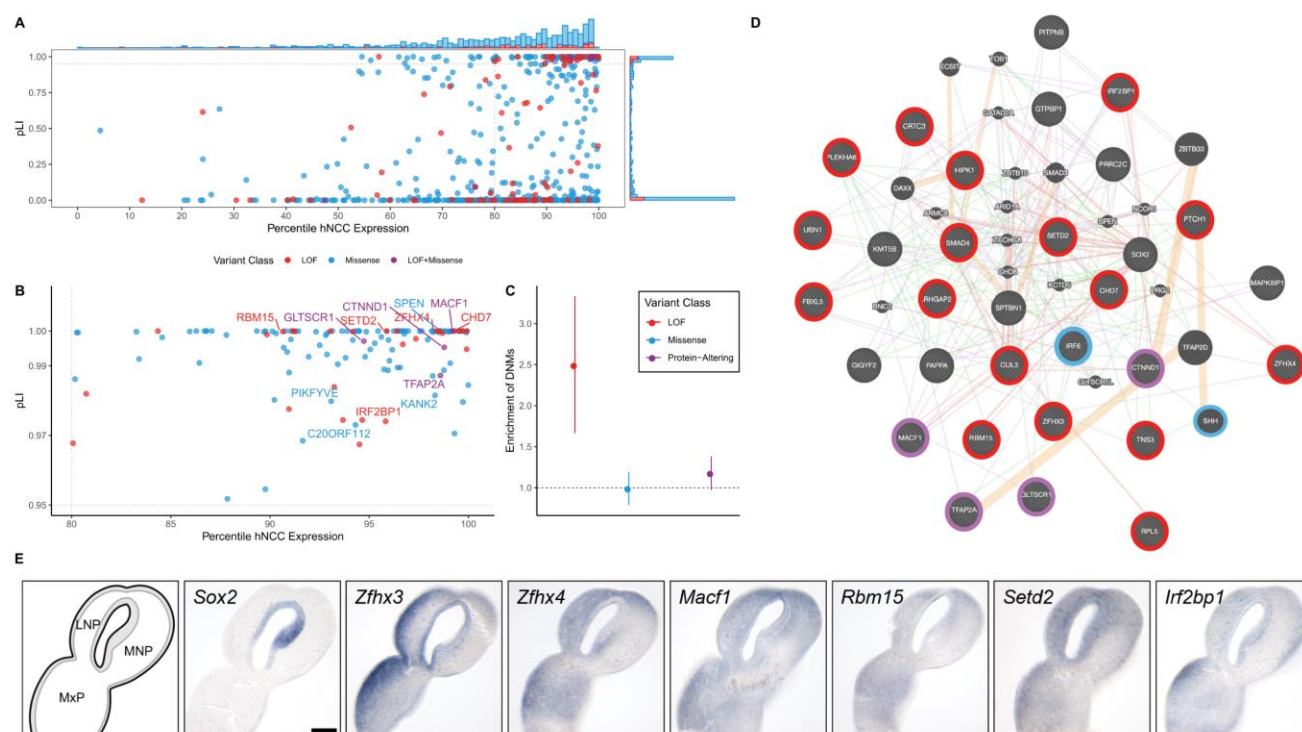 A
pLI
1.00
0.75
0.50
0.25
0.00
0 10 20 30 40 50 60 70 80 90 100
Percentile hNCC Expression
Variant Class LOF Missense LOF+Missense
B
pLI
1.00
0.99
0.98
0.97
0.96
0.95
SPEN
CTNND1 MACF1
RBM15 GLTSCR1 SETD2 ZFHX4 CHD7
TFAP2A
PIKFYVE
KANK2
IRF2BP1
C20ORF112
80 85 90 95 100
Percentile hNCC Expression
C
Enrichment of DNMs
3.0
2.5
2.0
1.5
1.0
Variant Class
LOF
Missense
Protein-Altering
D
PITPNB
ECSIT
TOB1
IRF2BP1
GTPBP1
CRTC3
ZBTB33
PLEKHA6
HIPK1
PRRC2C
SMAD3
DAXX
ARID1A
NCOR1
SPEN
PTCH1
UBN1
KMT5B
SMAD4
SETD2
SOX2
CHD8
KCTD3
MAPK8IP1
FBXL5
RHGAP2
CHD7
SPTBN1
IRF6
TFAP2D
GIGYF2
PAPPA
CUL3
CTNND1
ZFHX4
MACF1
RBM15
ZFHX3
TNS3
SHH
TFAP2A
GLTSCR1
RPL5
E
LNP
MNP
MxP
Sox2
Zfhx3
Zfhx4
Macf1
Rbm15
Setd2
Irf2bp1